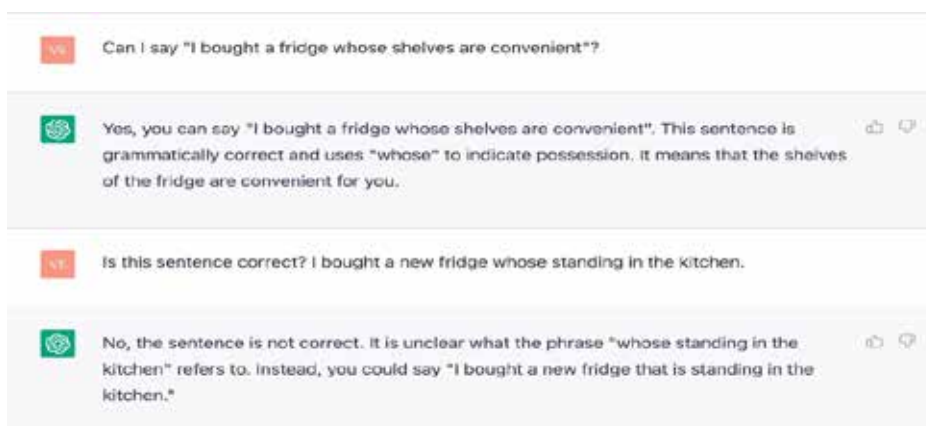 Can I say "I bought a fridge whose shelves are convenient"?
Yes, you can say "I bought a fridge whose shelves are convenient". This sentence is
grammatically correct and uses "whose" to indicate possession. It means that the shelves
of the fridge are convenient for you.
Is this sentence correct? I bought a new fridge whose standing in the kitchen.
No, the sentence is not correct. It is unclear what the phrase "whose standing in the
kitchen" refers to. Instead, you could say "I bought a new fridge that is standing in the
kitchen."